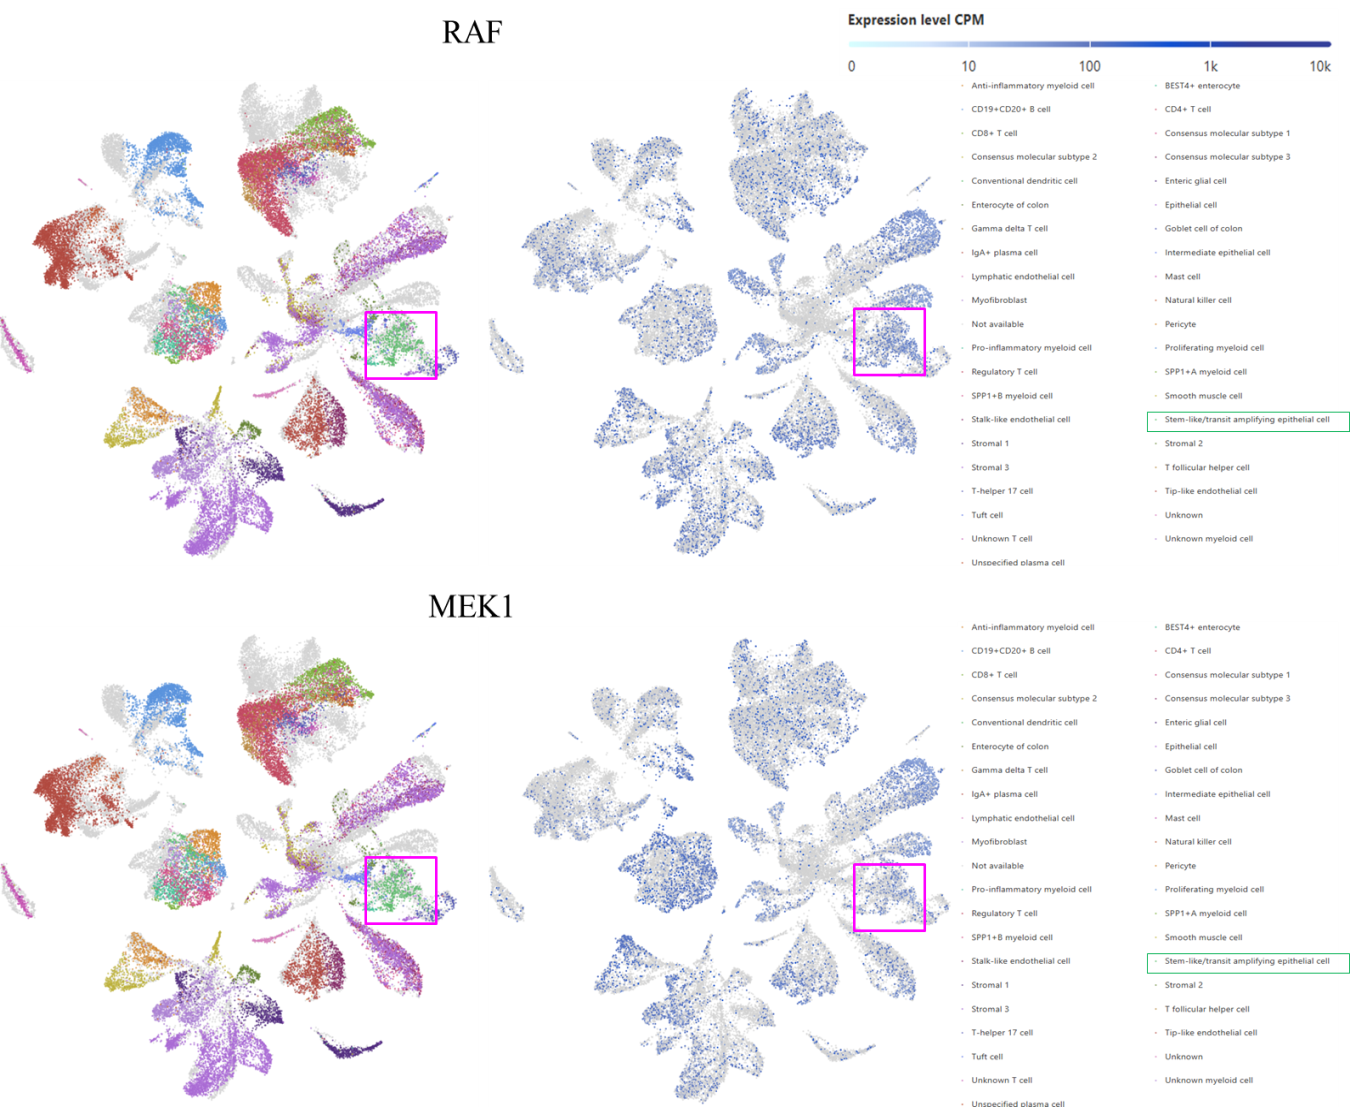 RAF
Expression level CPM
0 10 100 1k 10k
Anti-inflammatory myeloid cell BEST4+ enterocyte
CD19+CD20+ B cell CD4+ T cell
CD8+ T cell Consensus molecular subtype 1
Consensus molecular subtype 2 Consensus molecular subtype 3
Conventional dendritic cell Enteric glial cell
Enterocyte of colon Epithelial cell
Gamma delta T cell Goblet cell of colon
IgA+ plasma cell Intermediate epithelial cell
Lymphatic endothelial cell Mast cell
Myofibroblast Natural killer cell
Not available Pericyte
Pro-inflammatory myeloid cell Proliferating myeloid cell
Regulatory T cell SPP1+A myeloid cell
SPP1+B myeloid cell Smooth muscle cell
Stalk-like endothelial cell Stem-like/transit amplifying epithelial cell
Stromal 1 Stromal 2
Stromal 3 T follicular helper cell
T-helper 17 cell Tip-like endothelial cell
Tuft cell Unknown
Unknown T cell Unknown myeloid cell
Unspecified plasma cell
MEK1
Anti-inflammatory myeloid cell BEST4+ enterocyte
CD19+CD20+ B cell CD4+ T cell
CD8+ T cell Consensus molecular subtype 1
Consensus molecular subtype 2 Consensus molecular subtype 3
Conventional dendritic cell Enteric glial cell
Enterocyte of colon Epithelial cell
Gamma delta T cell Goblet cell of colon
IgA+ plasma cell Intermediate epithelial cell
Lymphatic endothelial cell Mast cell
Myofibroblast Natural killer cell
Not available Pericyte
Pro-inflammatory myeloid cell Proliferating myeloid cell
Regulatory T cell SPP1+A myeloid cell
SPP1+B myeloid cell Smooth muscle cell
Stalk-like endothelial cell Stem-like/transit amplifying epithelial cell
Stromal 1 Stromal 2
Stromal 3 T follicular helper cell
T-helper 17 cell Tip-like endothelial cell
Tuft cell Unknown
Unknown T cell Unknown myeloid cell
Unspecified plasma cell